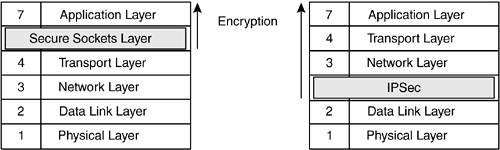 7 Application Layer
Secure Sockets Layer
4 Transport Layer
3 Network Layer
2 Data Link Layer
1 Physical Layer
Encryption
7 Application Layer
4 Transport Layer
3 Network Layer
IPSec
2 Data Link Layer
1 Physical Layer